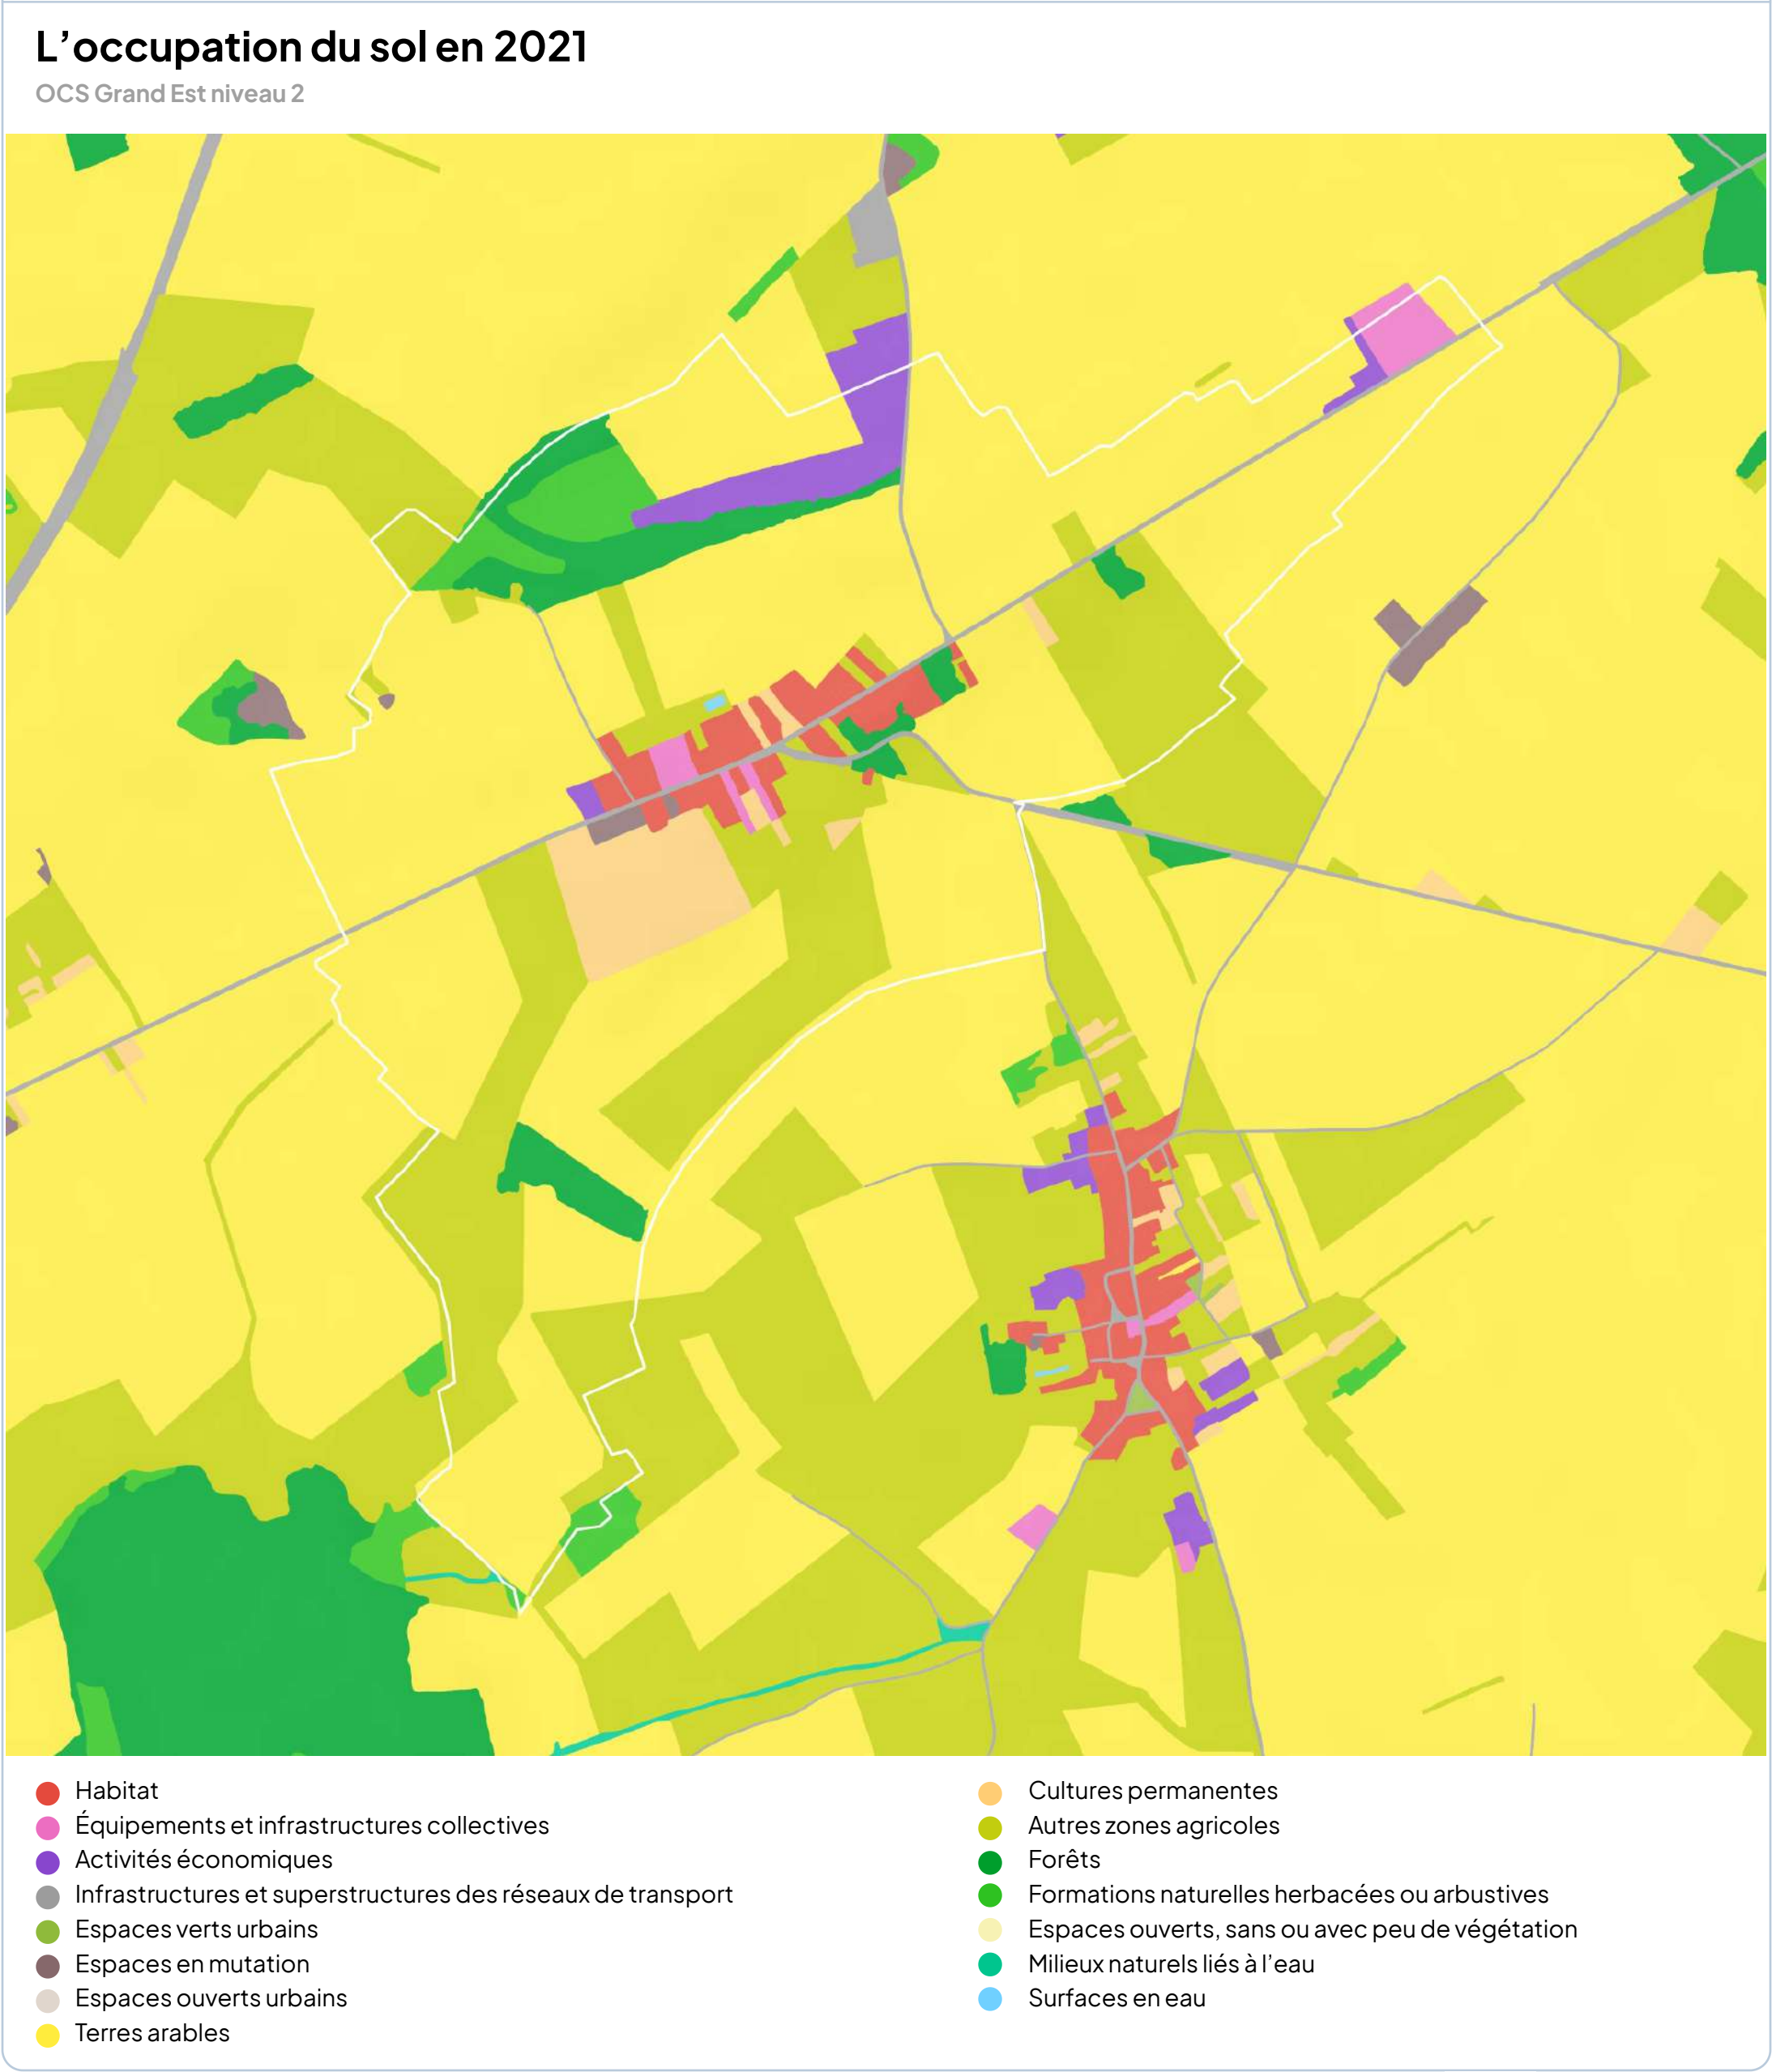 L’occupation du sol en 2021
OCS Grand Est niveau 2
Habitat
Équipements et infrastructures collectives
Activités économiques
Infrastructures et superstructures des réseaux de transport
Espaces verts urbains
Espaces en mutation
Espaces ouverts urbains
Terres arables
Cultures permanentes
Autres zones agricoles
Forêts
Formations naturelles herbacées ou arbustives
Espaces ouverts, sans ou avec peu de végétation
Milieux naturels liés à l’eau
Surfaces en eau